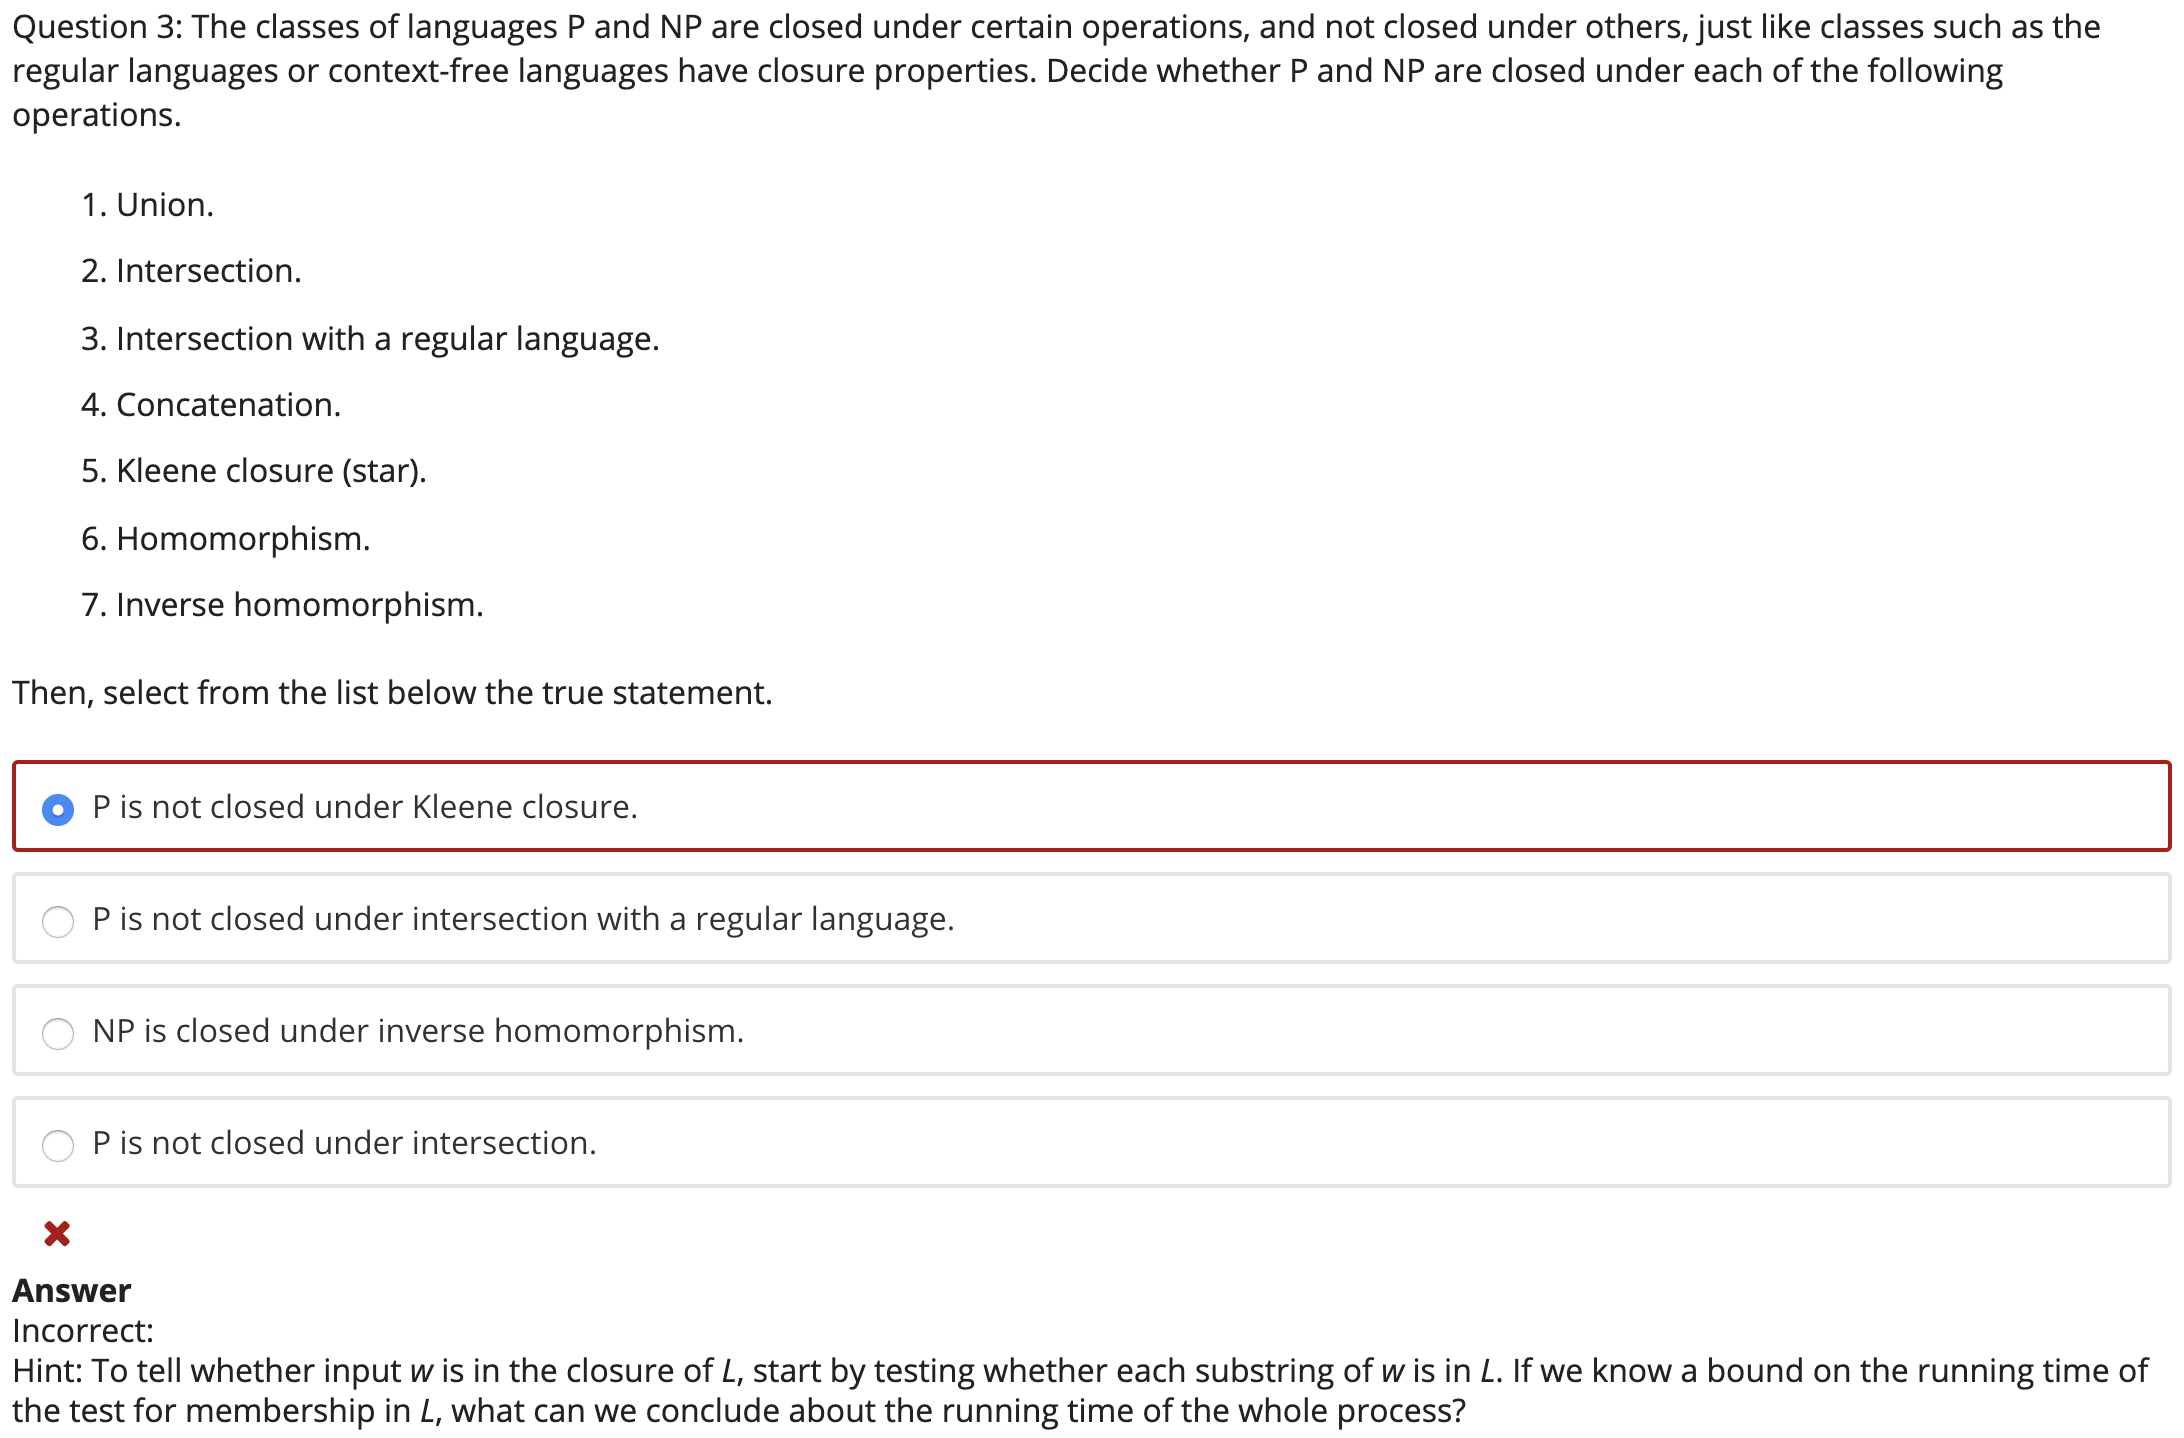 Question 3: The classes of languages P and NP are closed under certain operations, and not closed under others, just like classes such as the
regular languages or context-free languages have closure properties. Decide whether P and NP are closed under each of the following
operations.
1. Union.
2. Intersection.
3. Intersection with a regular language.
4. Concatenation.
5. Kleene closure (star).
6. Homomorphism.
7. Inverse homomorphism.
Then, select from the list below the true statement.
P is not closed under Kleene closure.
P is not closed under intersection with a regular language.
NP is closed under inverse homomorphism.
P is not closed under intersection.
Answer
Incorrect:
Hint: To tell whether input w is in the closure of L, start by testing whether each substring of w is in L. If we know a bound on the running time of
the test for membership in L, what can we conclude about the running time of the whole process?